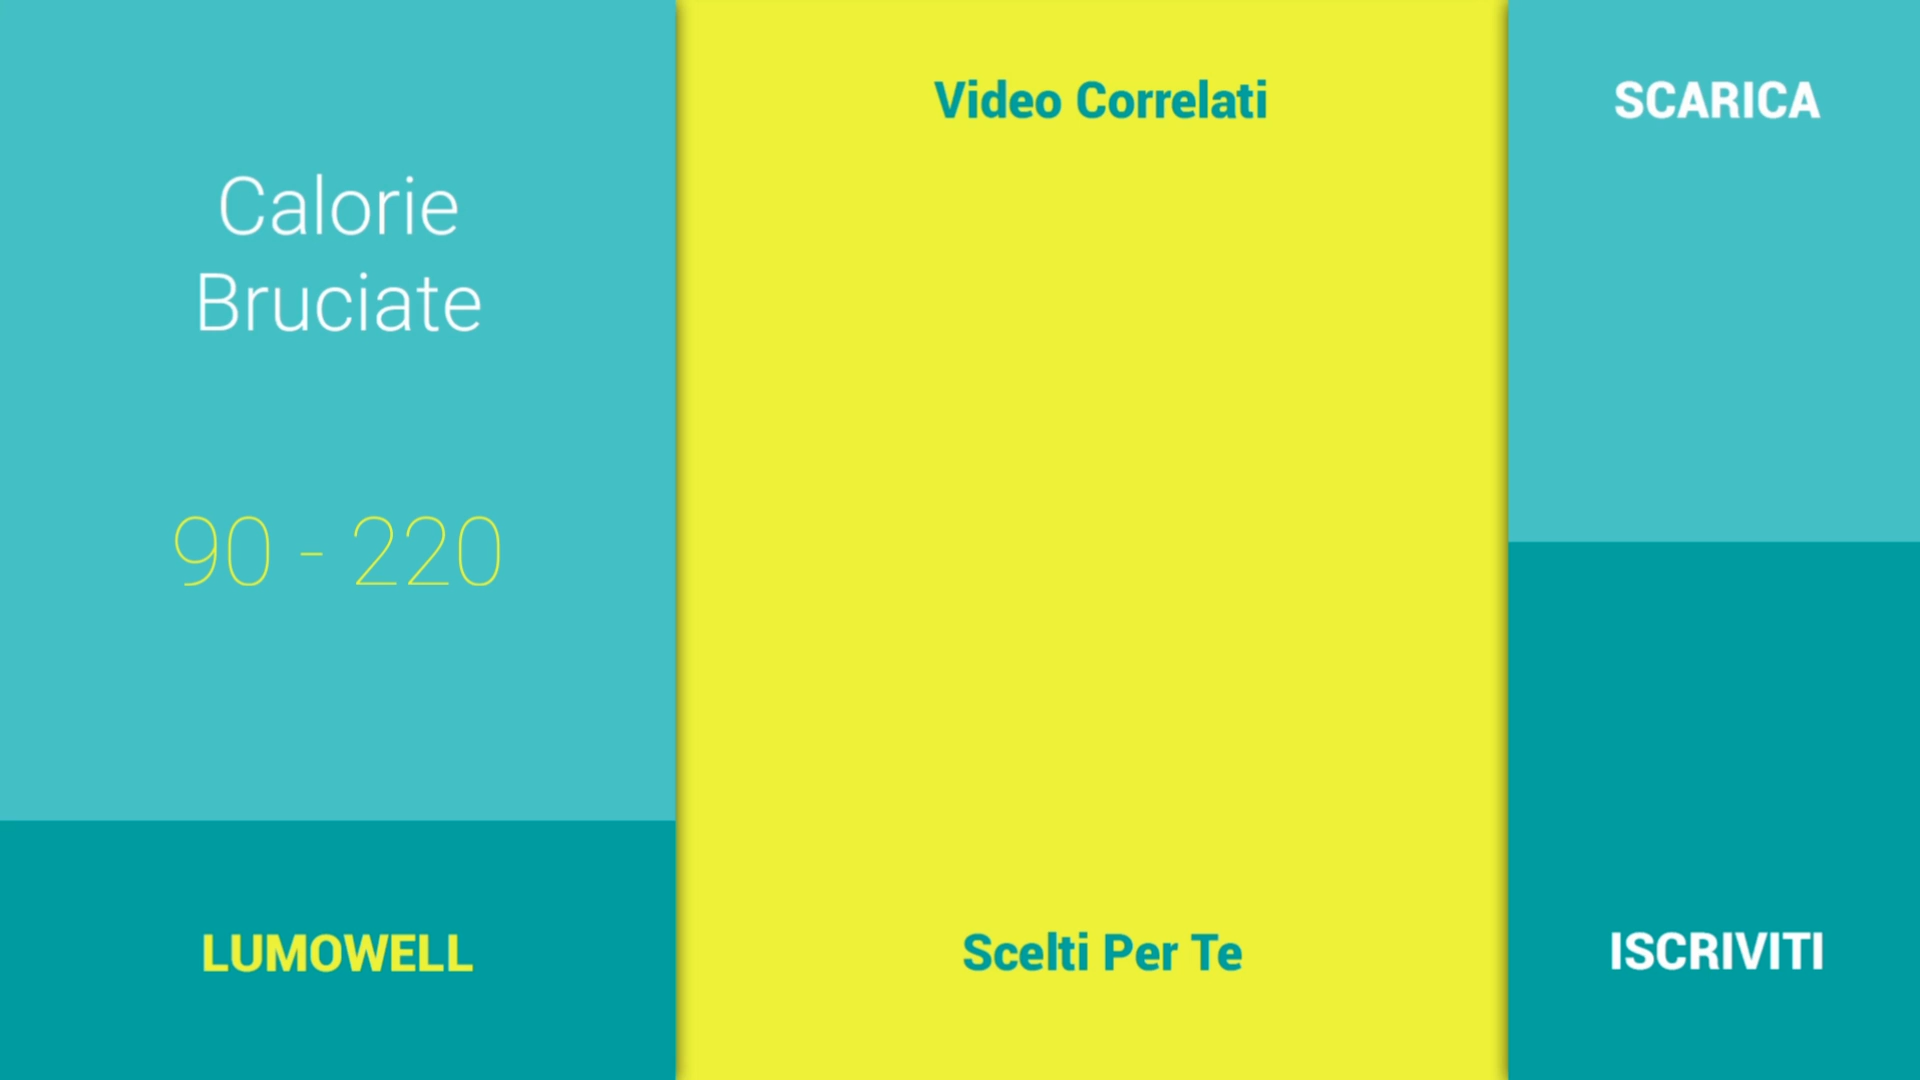 Calorie
Bruciate
90 - 220
LUMOWELL
Video Correlati
Scelti Per Te
SCARICA
ISCRIVITI